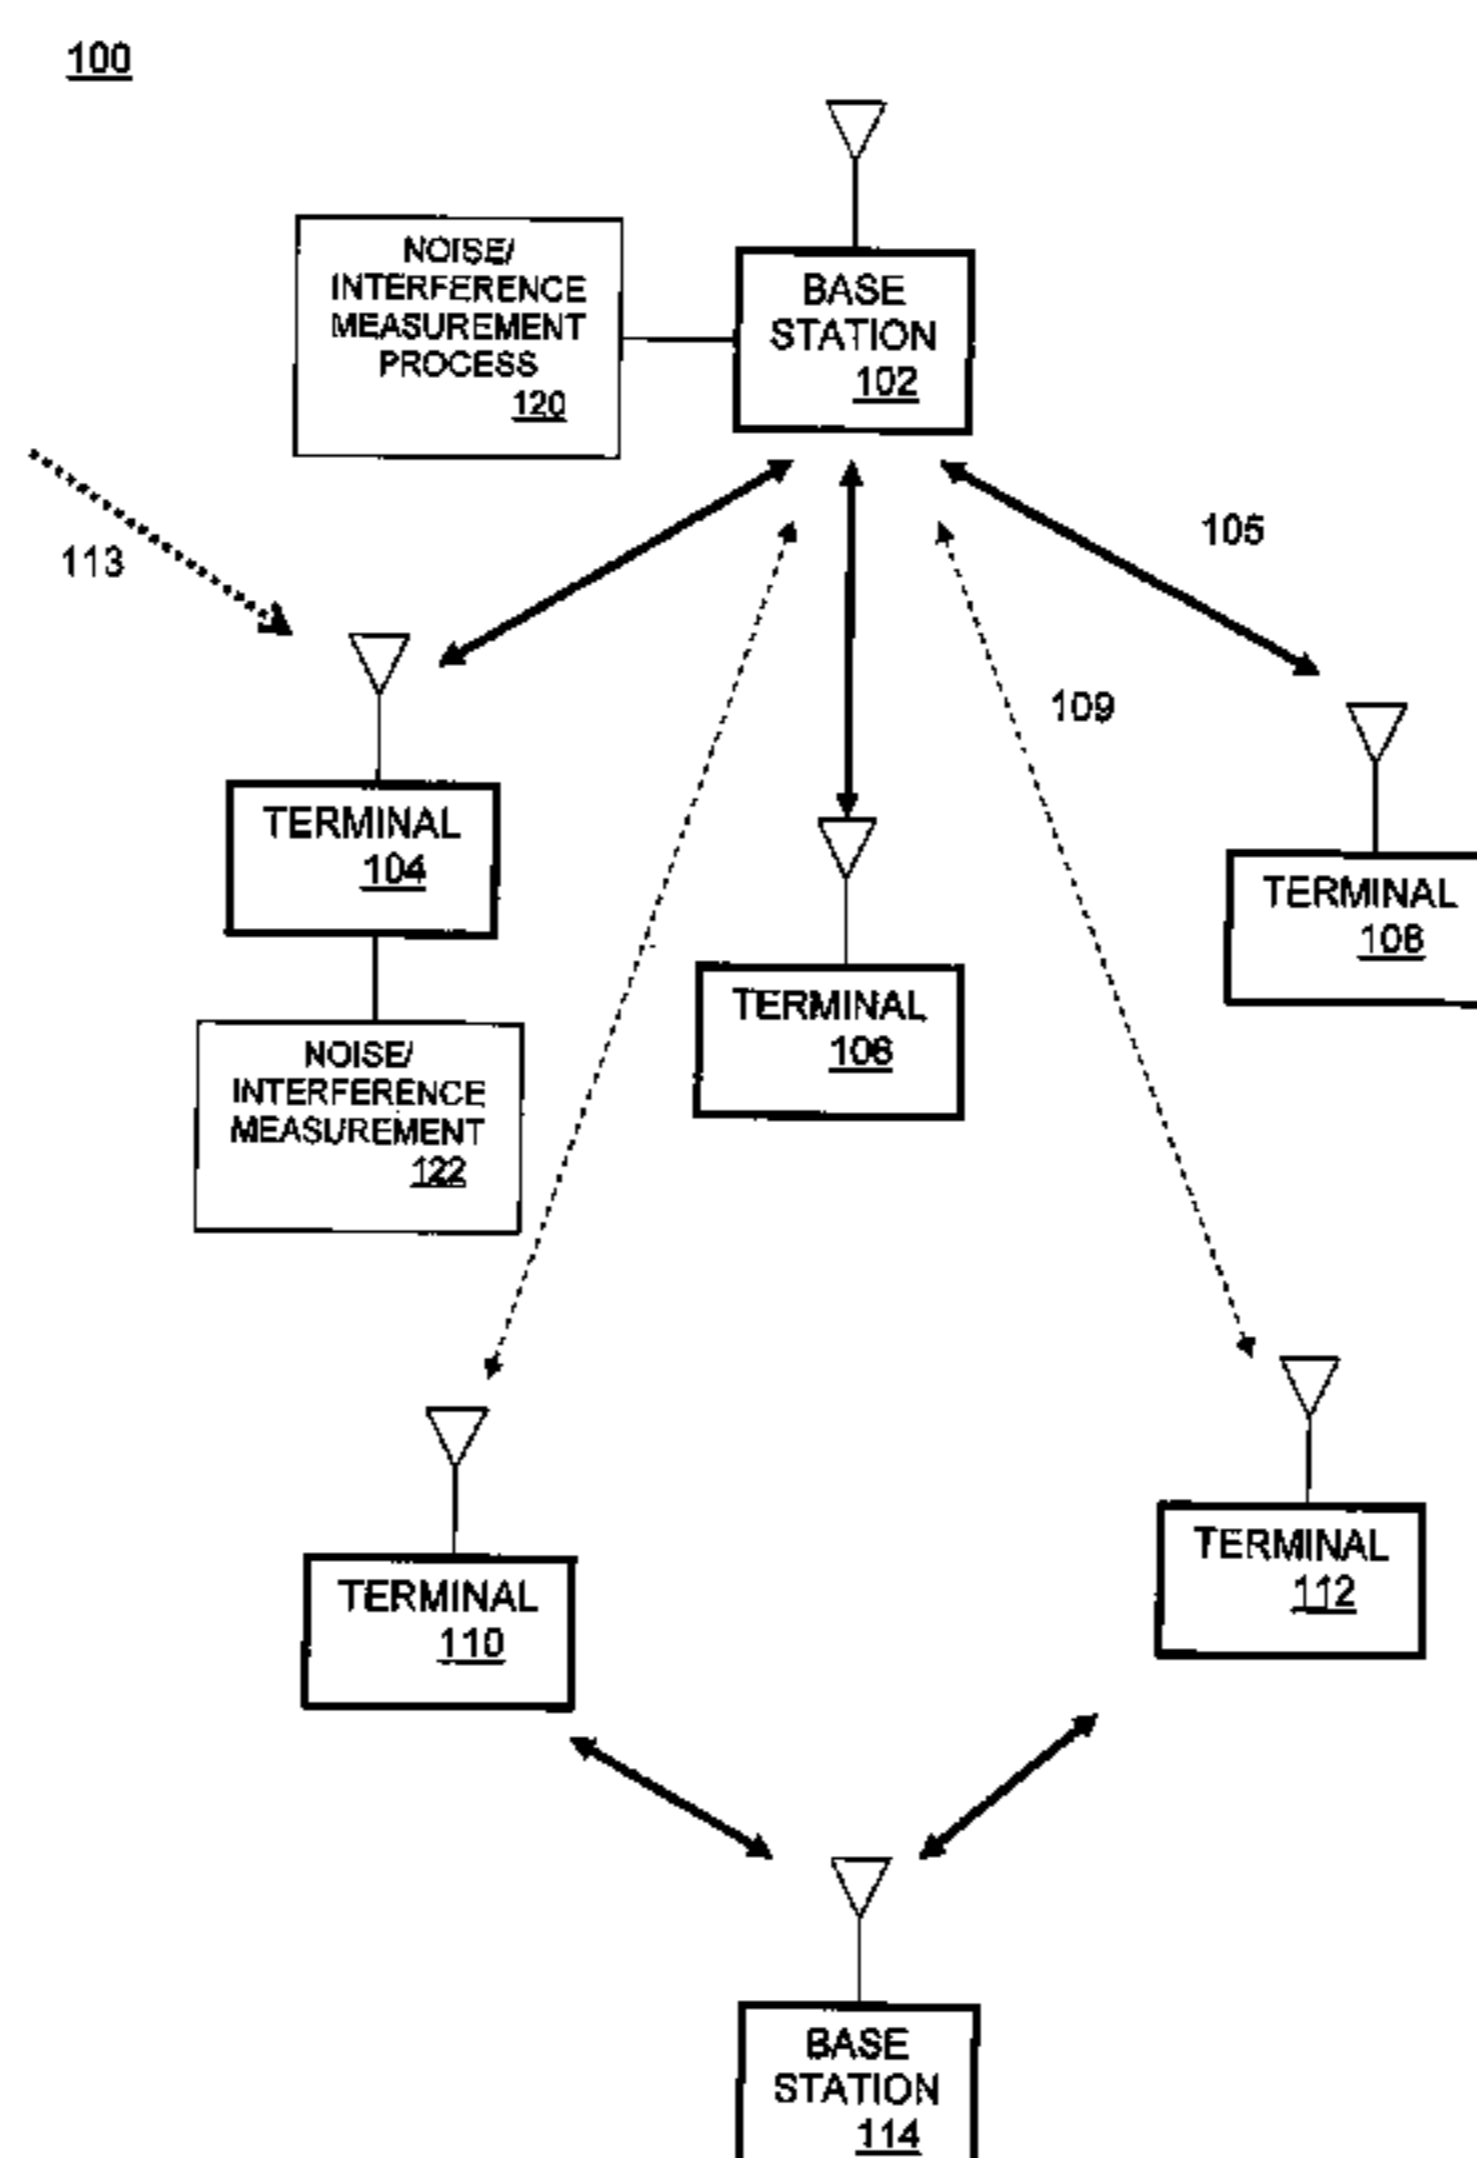 100
NOISE/
INTERFERENCE
MEASUREMENT
PROCESS
120
BASE
STATION
102
113
105
109
TERMINAL
104
TERMINAL
106
TERMINAL
108
NOISE/
INTERFERENCE
MEASUREMENT
122
TERMINAL
110
TERMINAL
112
BASE
STATION
114